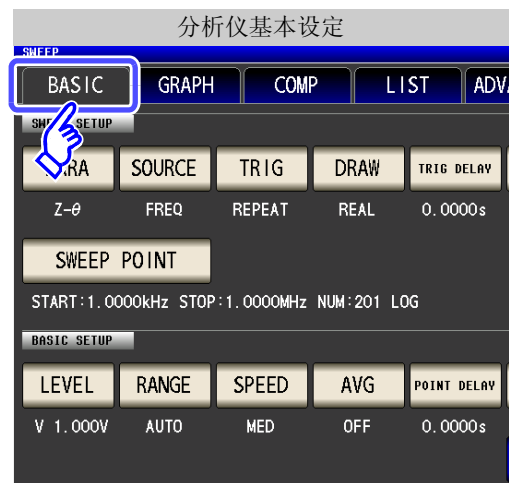 分析仪基本设定
SWEEP
BASIC GRAPH COMP LIST
SETUP
SOURCE TRIG DRAW TRIG DELAY
Z-θ FREQ REPEAT REAL 0.0000s
SWEEP POINT
START:1.0000kHz STOP:1.0000MHz NUM:201 LOG
BASIC SETUP
LEVEL RANGE SPEED AVG POINT DELAY
V 1.000V AUTO MED OFF 0.0000s